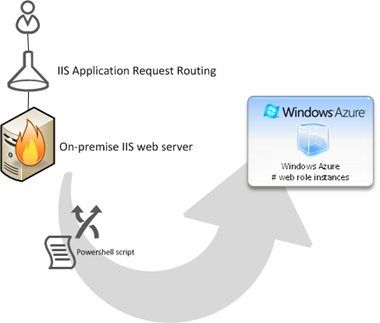 IIS Application Request Routing
On-premise IIS web server
Windows Azure
Windows Azure
# web role instances
Powershell script